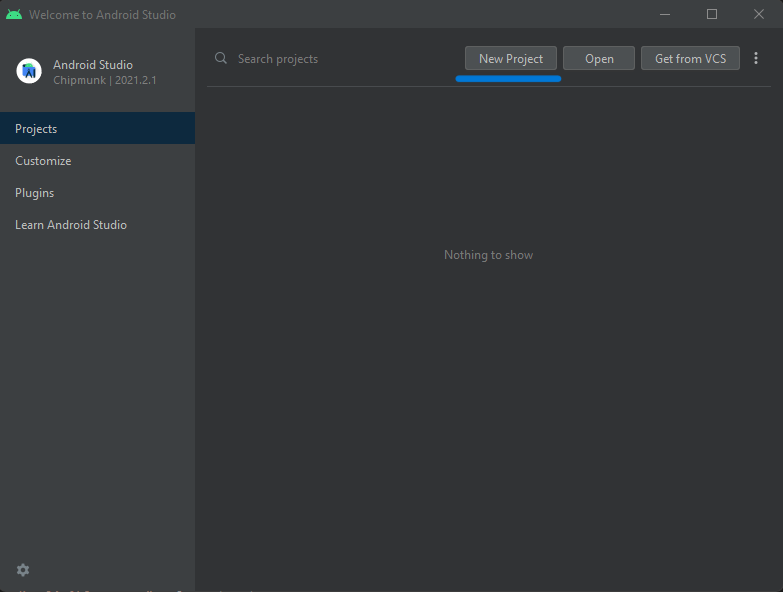 Welcome to Android Studio
Android Studio
Chipmunk | 2021.2.1
Projects
Customize
Plugins
Learn Android Studio
Search projects
New Project
Open
Get from VCS
Nothing to show